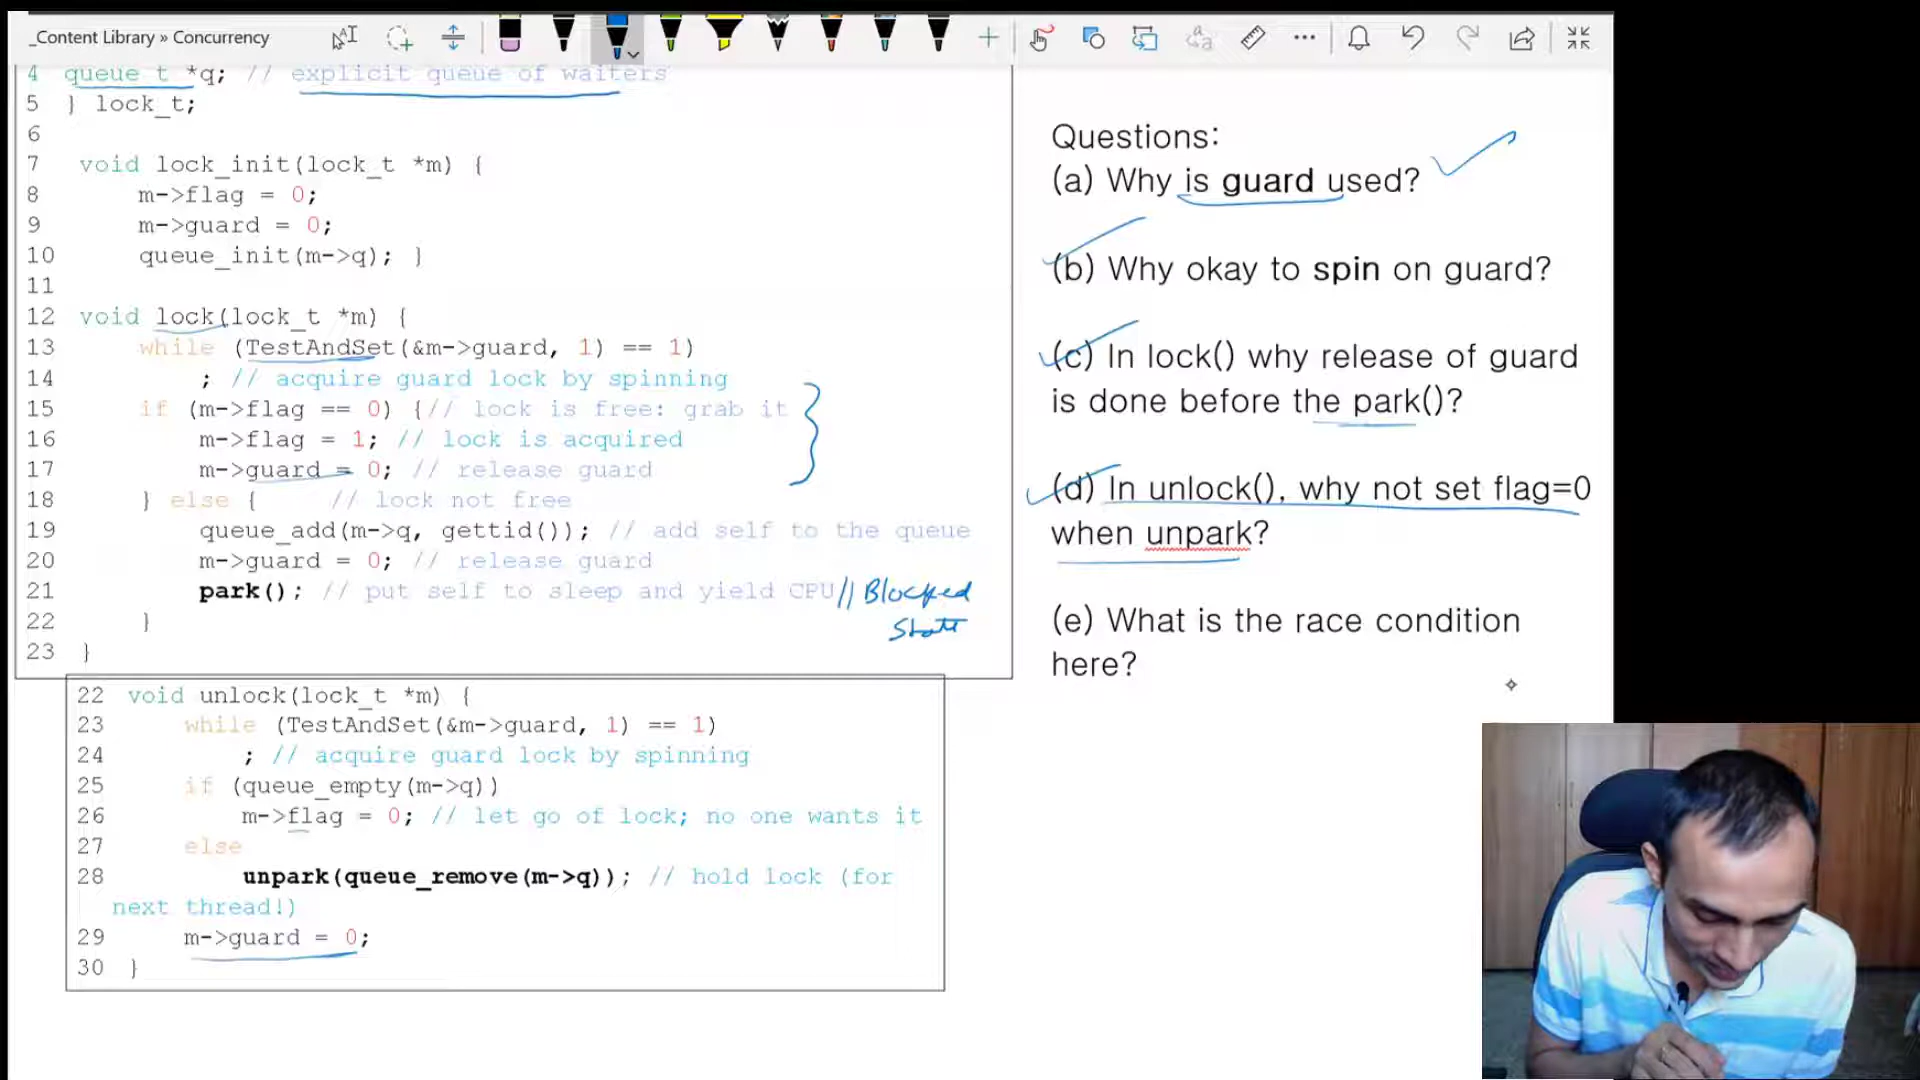 _Content Library » Concurrency
4 queue_t *q; // explicit queue of waiters
5 } lock_t;
6
7 void lock_init(lock_t *m) {
8 m->flag = 0;
9 m->guard = 0;
10 queue_init(m->q); }
11
12 void lock(lock_t *m) {
13 while (TestAndSet(&m->guard, 1) == 1)
14 ; // acquire guard lock by spinning
15 if (m->flag == 0) {// lock is free: grab it
16 m->flag = 1; // lock is acquired
17 m->guard = 0; // release guard
18 } else { // lock not free
19 queue_add(m->q, gettid()); // add self to the queue
20 m->guard = 0; // release guard
21 park(); // put self to sleep and yield CPU // Blocked
State
22 }
23 }
22 void unlock(lock_t *m) {
23 while (TestAndSet(&m->guard, 1) == 1)
24 ; // acquire guard lock by spinning
25 if (queue_empty(m->q))
26 m->flag = 0; // let go of lock; no one wants it
27 else
28 unpark(queue_remove(m->q)); // hold lock (for
next thread!)
29 m->guard = 0;
30 }
Questions:
(a) Why is guard used?
(b) Why okay to spin on guard?
(c) In lock() why release of guard
is done before the park()?
(d) In unlock(), why not set flag=0
when unpark?
(e) What is the race condition
here?